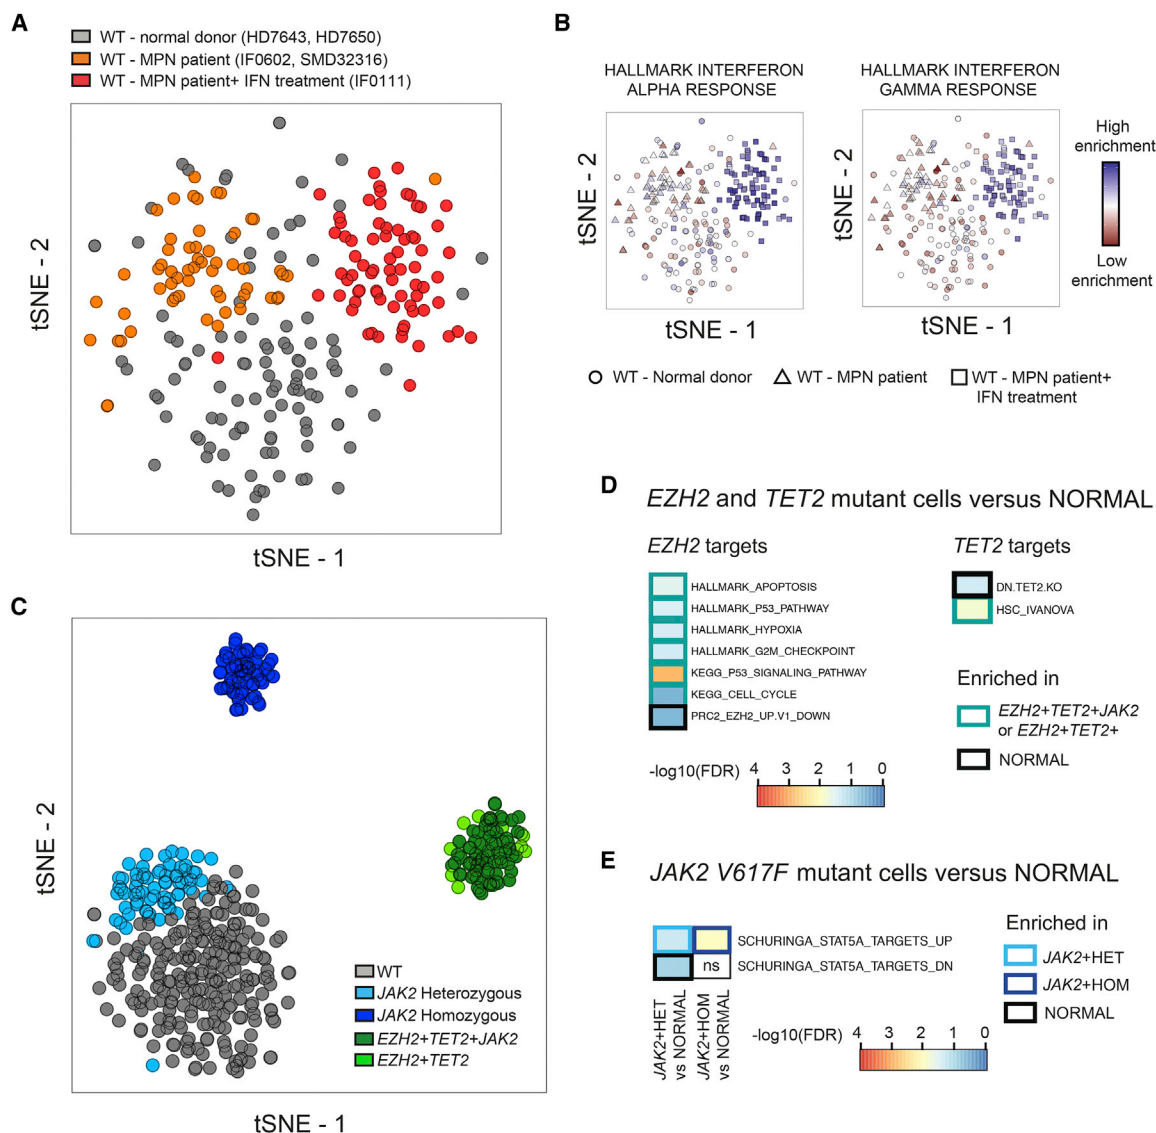 A
WT - normal donor (HD7643, HD7650)
WT - MPN patient (IF0602, SMD32316)
WT - MPN patient+ IFN treatment (IF0111)
tSNE - 2
tSNE - 1
B
HALLMARK INTERFERON
ALPHA RESPONSE
HALLMARK INTERFERON
GAMMA RESPONSE
tSNE - 2
tSNE - 1
tSNE - 2
tSNE - 1
High
enrichment
Low
enrichment
WT - Normal donor
WT - MPN patient
WT - MPN patient+
IFN treatment
C
tSNE - 2
tSNE - 1
WT
JAK2 Heterozygous
JAK2 Homozygous
EZH2+TET2+JAK2
EZH2+TET2
D
EZH2 and TET2 mutant cells versus NORMAL
EZH2 targets
HALLMARK_APOPTOSIS
HALLMARK_P53_PATHWAY
HALLMARK_HYPOXIA
HALLMARK_G2M_CHECKPOINT
KEGG_P53_SIGNALING_PATHWAY
KEGG_CELL_CYCLE
PRC2_EZH2_UP.V1_DOWN
TET2 targets
DN.TET2.KO
HSC_IVANOVA
Enriched in
EZH2+TET2+JAK2
or EZH2+TET2+
NORMAL
-log10(FDR)
4 3 2 1 0
E
JAK2 V617F mutant cells versus NORMAL
SCHURINGA_STAT5A_TARGETS_UP
ns
SCHURINGA_STAT5A_TARGETS_DN
JAK2+HET
vs NORMAL
JAK2+HOM
vs NORMAL
Enriched in
JAK2+HET
JAK2+HOM
NORMAL
-log10(FDR)
4 3 2 1 0